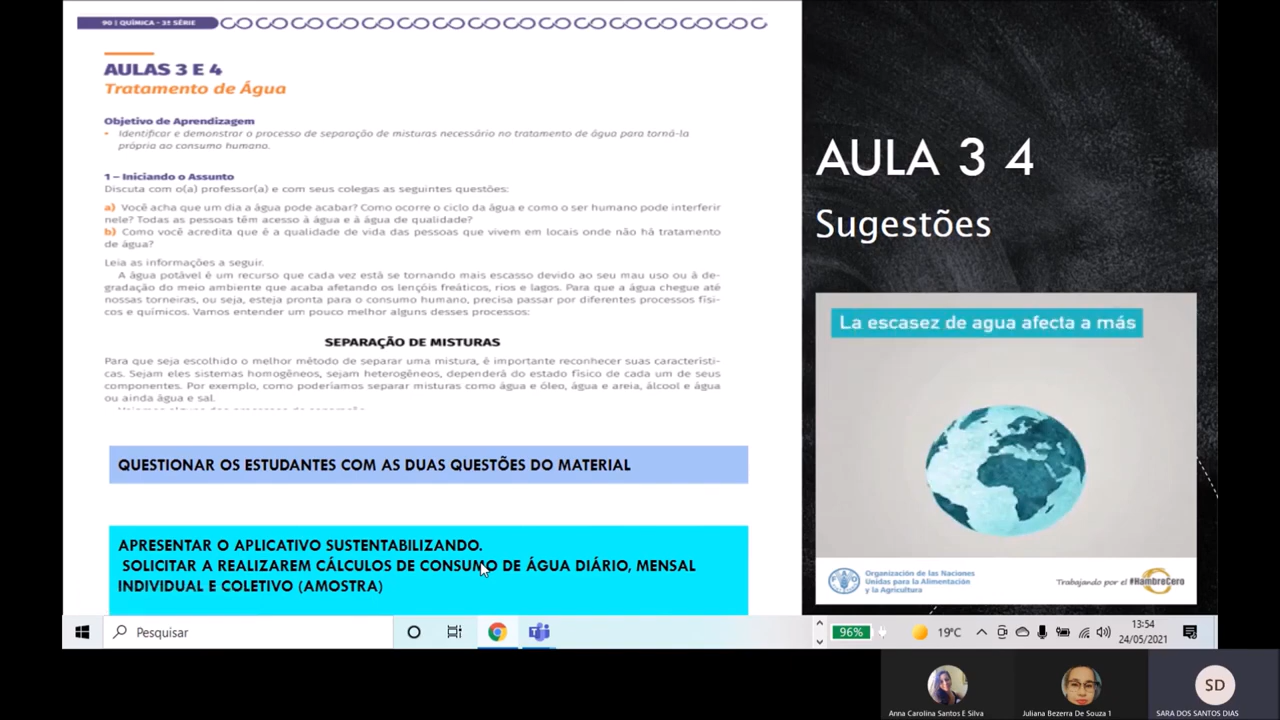 90 | QUÍMICA - 3ª SÉRIE
AULAS 3 E 4
Tratamento de Água
Objetivo de Aprendizagem
• Identificar e demonstrar o processo de separação de misturas necessário no tratamento de água para torná-la
própria ao consumo humano.
1 – Iniciando o Assunto
Discuta com o(a) professor(a) e com seus colegas as seguintes questões:
a) Você acha que um dia a água pode acabar? Como ocorre o ciclo da água e como o ser humano pode interferir
nele? Todas as pessoas têm acesso à água e à água de qualidade?
b) Como você acredita que é a qualidade de vida das pessoas que vivem em locais onde não há tratamento
de água?
Leia as informações a seguir.
A água potável é um recurso que cada vez está se tornando mais escasso devido ao seu mau uso ou à de-
gradação do meio ambiente que acaba afetando os lençóis freáticos, rios e lagos. Para que a água chegue até
nossas torneiras, ou seja, esteja pronta para o consumo humano, precisa passar por diferentes processos físi-
cos e químicos. Vamos entender um pouco melhor alguns desses processos:
SEPARAÇÃO DE MISTURAS
Para que seja escolhido o melhor método de separar uma mistura, é importante reconhecer suas característi-
cas. Sejam eles sistemas homogêneos, sejam heterogêneos, dependerá do estado físico de cada um de seus
componentes. Por exemplo, como poderíamos separar misturas como água e óleo, água e areia, álcool e água
ou ainda água e sal.
QUESTIONAR OS ESTUDANTES COM AS DUAS QUESTÕES DO MATERIAL
APRESENTAR O APLICATIVO SUSTENTABILIZANDO.
SOLICITAR A REALIZAREM CÁLCULOS DE CONSUMO DE ÁGUA DIÁRIO, MENSAL
INDIVIDUAL E COLETIVO (AMOSTRA)
AULA 3 4
Sugestões
La escasez de agua afecta a más
Organización de las Naciones
Unidas para la Alimentación
y la Agricultura
Trabajando por el #HambreCero
Pesquisar
96%
19°C
13:54
24/05/2021
Anna Carolina Santos E Silva
Juliana Bezerra De Souza 1
SD
SARA DOS SANTOS DIAS